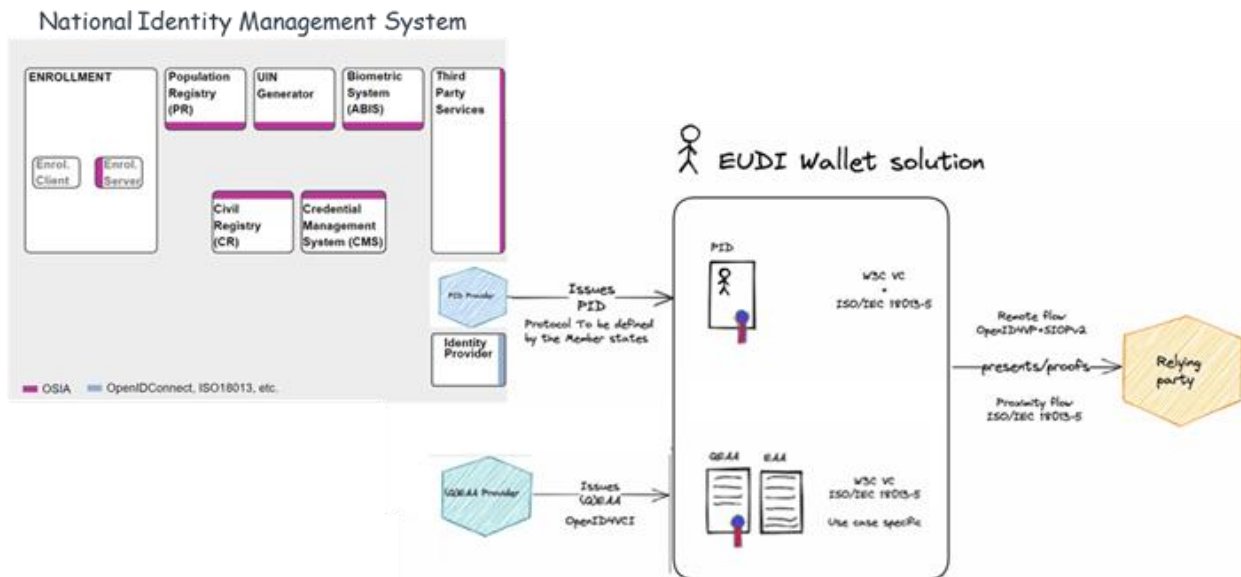 National Identity Management System
ENROLLMENT
Enrol.
Client
Enrol.
Server
Population
Registry
(PR)
UIN
Generator
Biometric
System
(ABIS)
Third
Party
Services
Civil
Registry
(CR)
Credential
Management
System (CMS)
PID Provider
Identity
Provider
OSIA
OpenIDConnect, ISO18013, etc.
Issues
PID
Protocol To be defined
by the Member states
(Q)EAA Provider
Issues
(Q)EAA
OpenID4VCI
EUDI Wallet solution
PID
W3C VC
+
ISO/IEC 18013-5
QEAA
EAA
W3C VC
ISO/IEC 18013-5
Use case specific
Remote flow
OpenID4VP+SIOPv2
presents/proofs
Proximity flow
ISO/IEC 18013-5
Relying
party